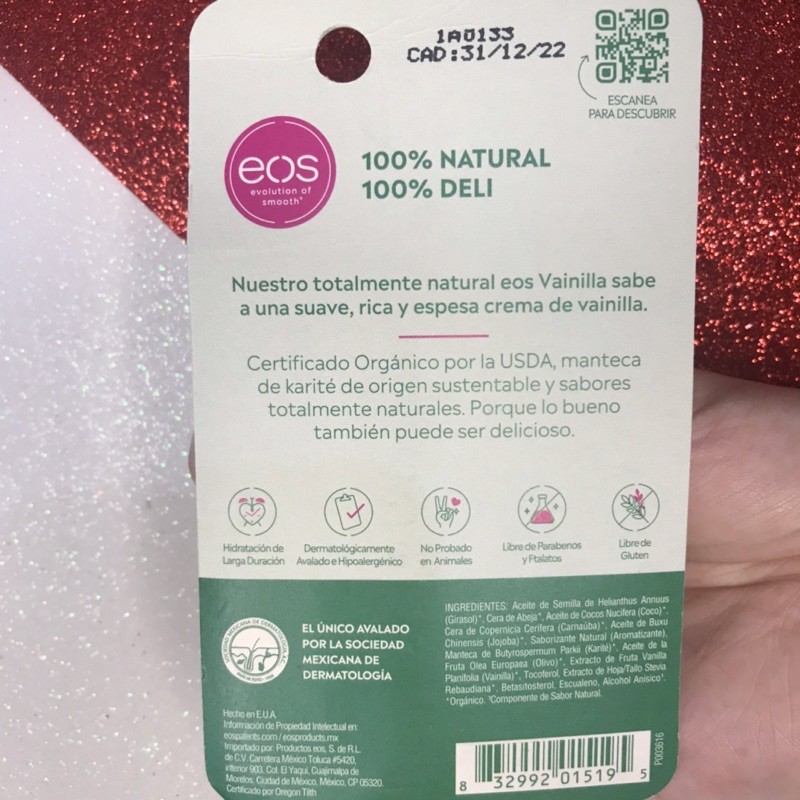 1A0133
CAD:31/12/22
ESCANEA
PARA DESCUBRIR
eos
evolution of
smooth®
100% NATURAL
100% DELI
Nuestro totalmente natural eos Vainilla sabe
a una suave, rica y espesa crema de vainilla.
Certificado Orgánico por la USDA, manteca
de karité de origen sustentable y sabores
totalmente naturales. Porque lo bueno
también puede ser delicioso.
Hidratación de
Larga Duración
Dermatológicamente
Avalado e Hipoalergénico
No Probado
en Animales
Libre de Parabenos
y Ftalatos
Libre de
Gluten
SOCIEDAD MEXICANA DE DERMATOLOGÍA, A.C.
EL ÚNICO AVALADO
POR LA SOCIEDAD
MEXICANA DE
DERMATOLOGÍA
INGREDIENTES: Aceite de Semilla de Helianthus Annuus
(Girasol)*, Cera de Abeja*, Aceite de Cocos Nucifera (Coco)*,
Cera de Copernicia Cerifera (Carnaúba)*, Aceite de Buxu
Chinensis (Jojoba)*, Saborizante Natural (Aromatizante),
Manteca de Butyrospermum Parkii (Karité)*, Aceite de la
Fruta Olea Europaea (Olivo)*, Extracto de Fruta Vanilla
Planifolia (Vainilla)*, Tocoferol, Extracto de Hoja/Tallo Stevia
Rebaudiana*, Betasitosterol, Escualeno, Alcohol Anísico¹.
*Orgánico. ¹Componente de Sabor Natural.
Hecho en E.U.A.
Información de Propiedad Intelectual en:
eospatents.com / eosproducts.mx
Importado por: Productos eos, S. de R.L.
de C.V. Carretera México Toluca #5420,
interior 903, Col. El Yaqui, Cuajimalpa de
Morelos, Ciudad de México, México, CP 05320.
Certificado por Oregon Tilth
8 32992 01519 5
P003616